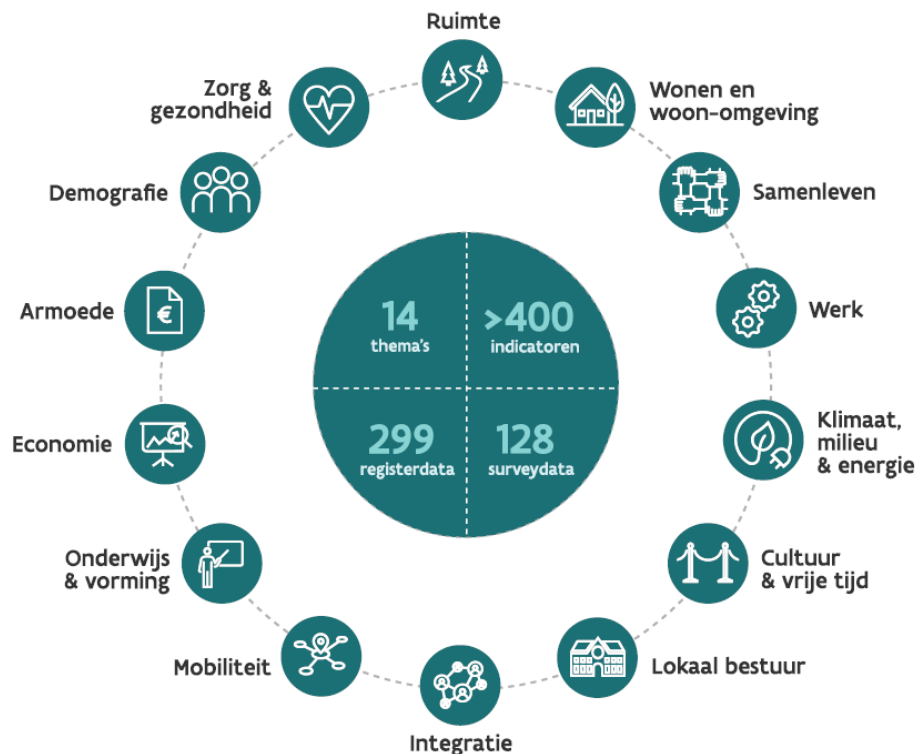 Ruimte
Zorg &
gezondheid
Wonen en
woon-omgeving
Demografie
Samenleven
Armoede
€
14
thema's
>400
indicatoren
Werk
299
registerdata
128
surveydata
Economie
Klimaat,
milieu
& energie
Onderwijs
& vorming
Cultuur
& vrije tijd
Mobiliteit
Lokaal bestuur
Integratie